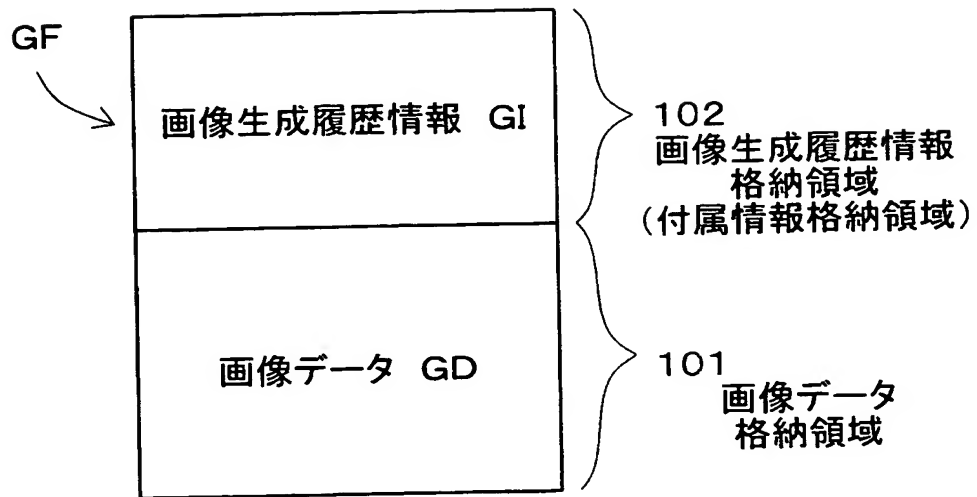 GF
画像生成履歴情報 GI
102
画像生成履歴情報
格納領域
(付属情報格納領域)
画像データ GD
101
画像データ
格納領域